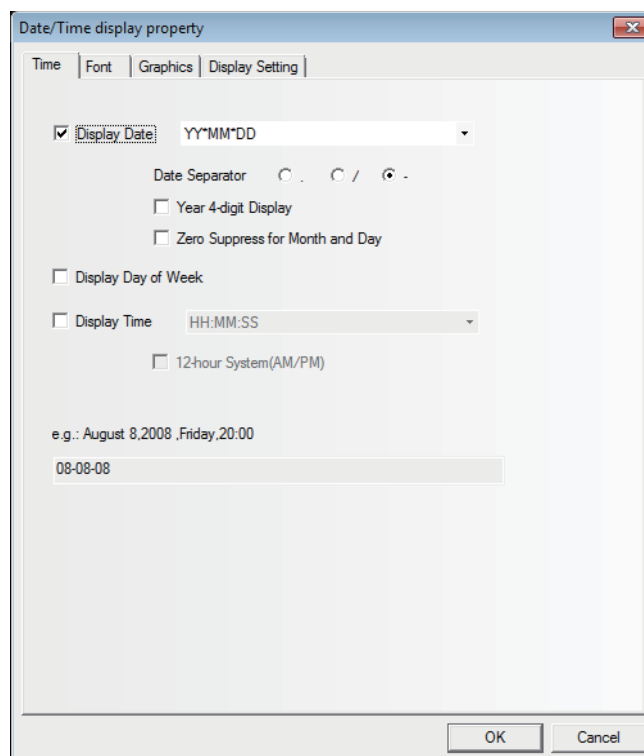 Date/Time display property
Time Font Graphics Display Setting
Display Date YY*MM*DD
Date Separator . / -
Year 4-digit Display
Zero Suppress for Month and Day
Display Day of Week
Display Time HH:MM:SS
12-hour System(AM/PM)
e.g.: August 8,2008 ,Friday,20:00
08-08-08
OK Cancel